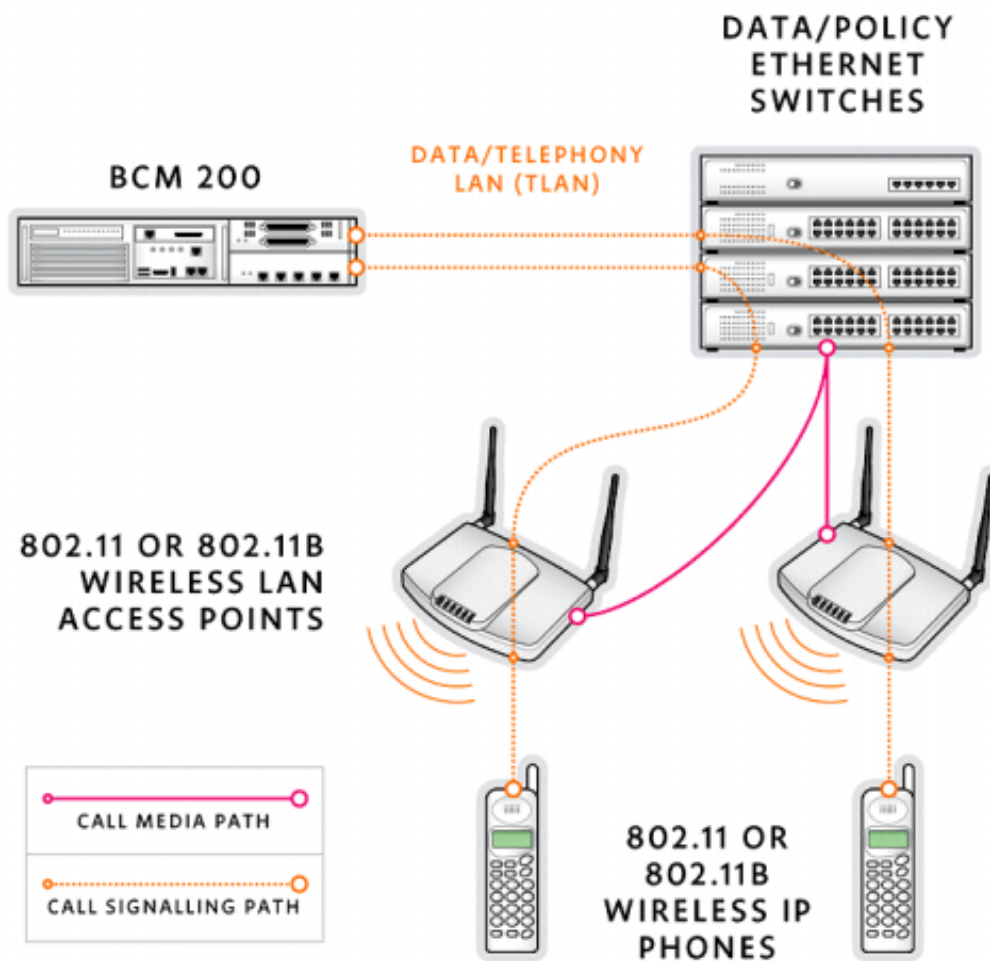 DATA/POLICY
ETHERNET
SWITCHES
DATA/TELEPHONY
LAN (TLAN)
BCM 200
802.11 OR 802.11B
WIRELESS LAN
ACCESS POINTS
CALL MEDIA PATH
CALL SIGNALLING PATH
802.11 OR
802.11B
WIRELESS IP
PHONES